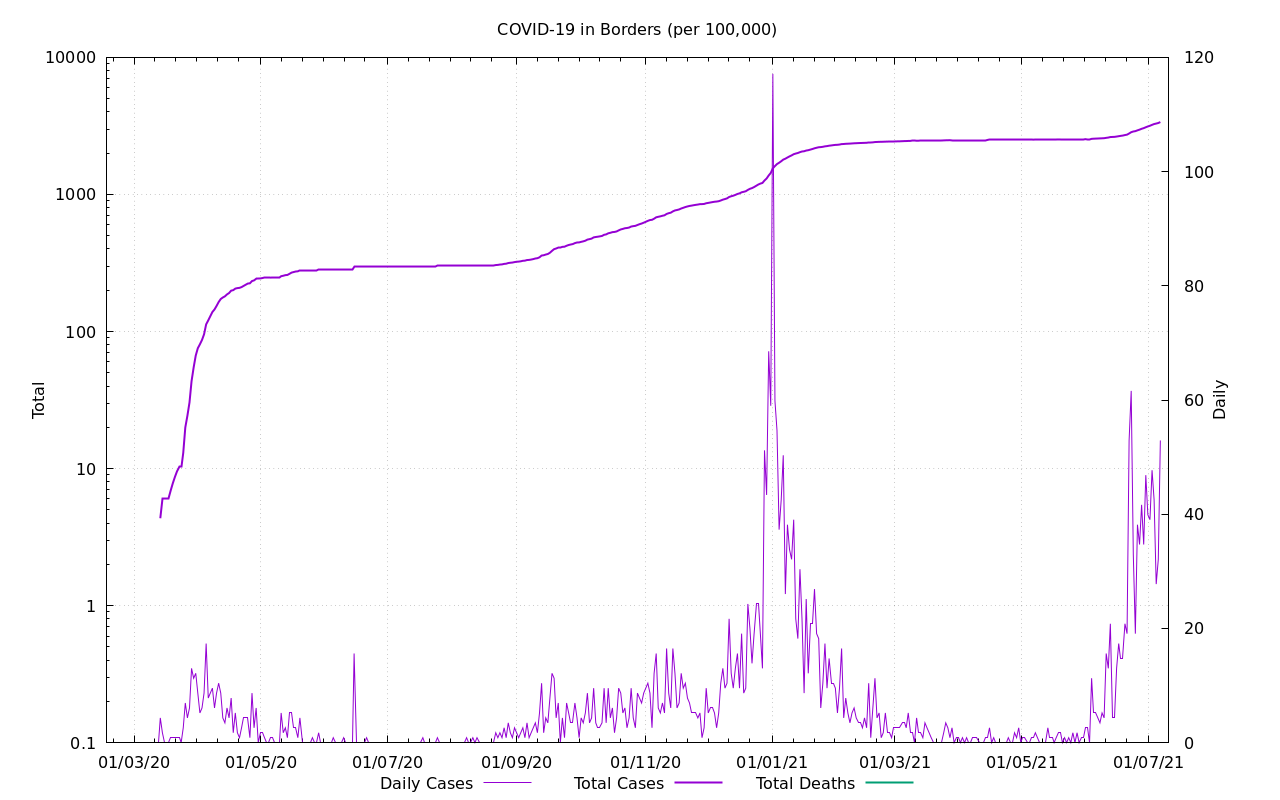 COVID-19 in Borders (per 100,000)
10000
1000
100
10
1
0.1
Total
120
100
80
60
40
20
0
Daily
01/03/20 01/05/20 01/07/20 01/09/20 01/11/20 01/01/21 01/03/21 01/05/21 01/07/21
Daily Cases Total Cases Total Deaths